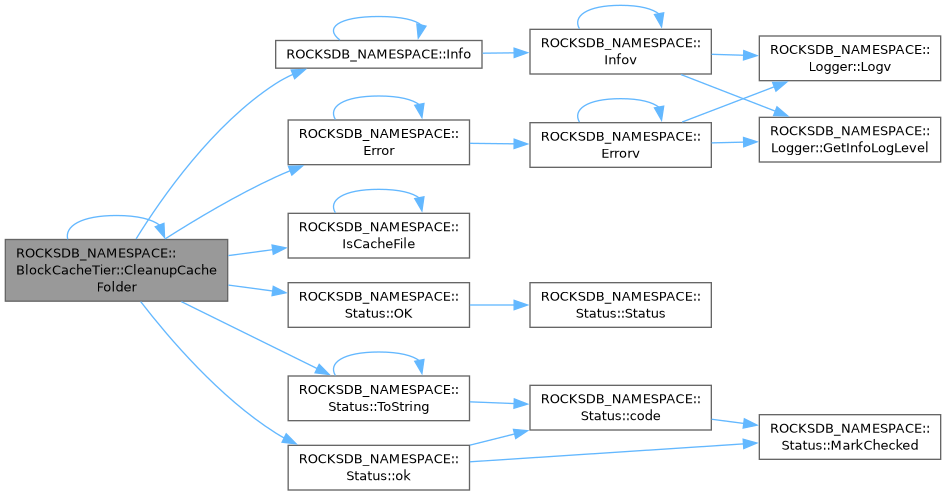 ROCKSDB_NAMESPACE::
BlockCacheTier::CleanupCache
Folder
ROCKSDB_NAMESPACE::Info
ROCKSDB_NAMESPACE::
Error
ROCKSDB_NAMESPACE::
IsCacheFile
ROCKSDB_NAMESPACE::
Status::OK
ROCKSDB_NAMESPACE::
Status::ToString
ROCKSDB_NAMESPACE::
Status::ok
ROCKSDB_NAMESPACE::
Infov
ROCKSDB_NAMESPACE::
Errorv
ROCKSDB_NAMESPACE::
Status::Status
ROCKSDB_NAMESPACE::
Status::code
ROCKSDB_NAMESPACE::
Logger::Logv
ROCKSDB_NAMESPACE::
Logger::GetInfoLogLevel
ROCKSDB_NAMESPACE::
Status::MarkChecked